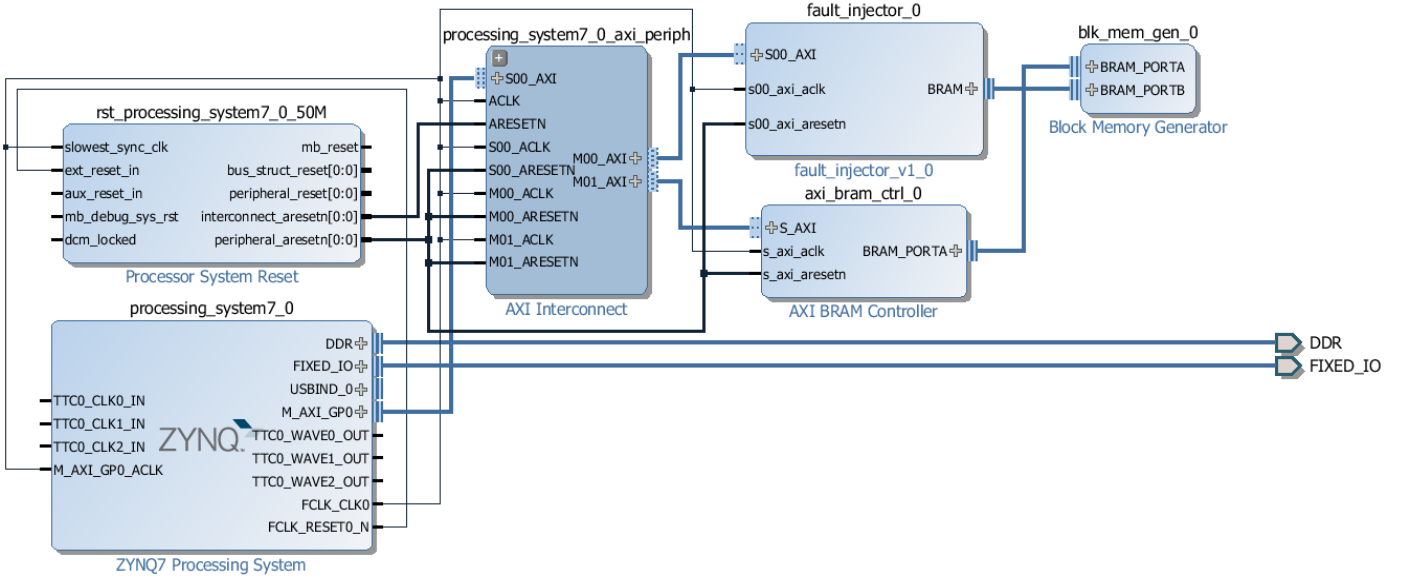 rst_processing_system7_0_50M
slowest_sync_clk
ext_reset_in
aux_reset_in
mb_debug_sys_rst
dcm_locked
mb_reset
bus_struct_reset[0:0]
peripheral_reset[0:0]
interconnect_aresetn[0:0]
peripheral_aresetn[0:0]
Processor System Reset
processing_system7_0
TTC0_CLK0_IN
TTC0_CLK1_IN
TTC0_CLK2_IN
M_AXI_GP0_ACLK
ZYNQ
DDR
FIXED_IO
USBIND_0
M_AXI_GP0
TTC0_WAVE0_OUT
TTC0_WAVE1_OUT
TTC0_WAVE2_OUT
FCLK_CLK0
FCLK_RESET0_N
ZYNQ7 Processing System
processing_system7_0_axi_periph
S00_AXI
ACLK
ARESETN
S00_ACLK
S00_ARESETN
M00_ACLK
M00_ARESETN
M01_ACLK
M01_ARESETN
M00_AXI
M01_AXI
AXI Interconnect
fault_injector_0
S00_AXI
s00_axi_aclk
s00_axi_aresetn
BRAM
fault_injector_v1_0
axi_bram_ctrl_0
S_AXI
s_axi_aclk
s_axi_aresetn
BRAM_PORTA
AXI BRAM Controller
blk_mem_gen_0
BRAM_PORTA
BRAM_PORTB
Block Memory Generator
DDR
FIXED_IO